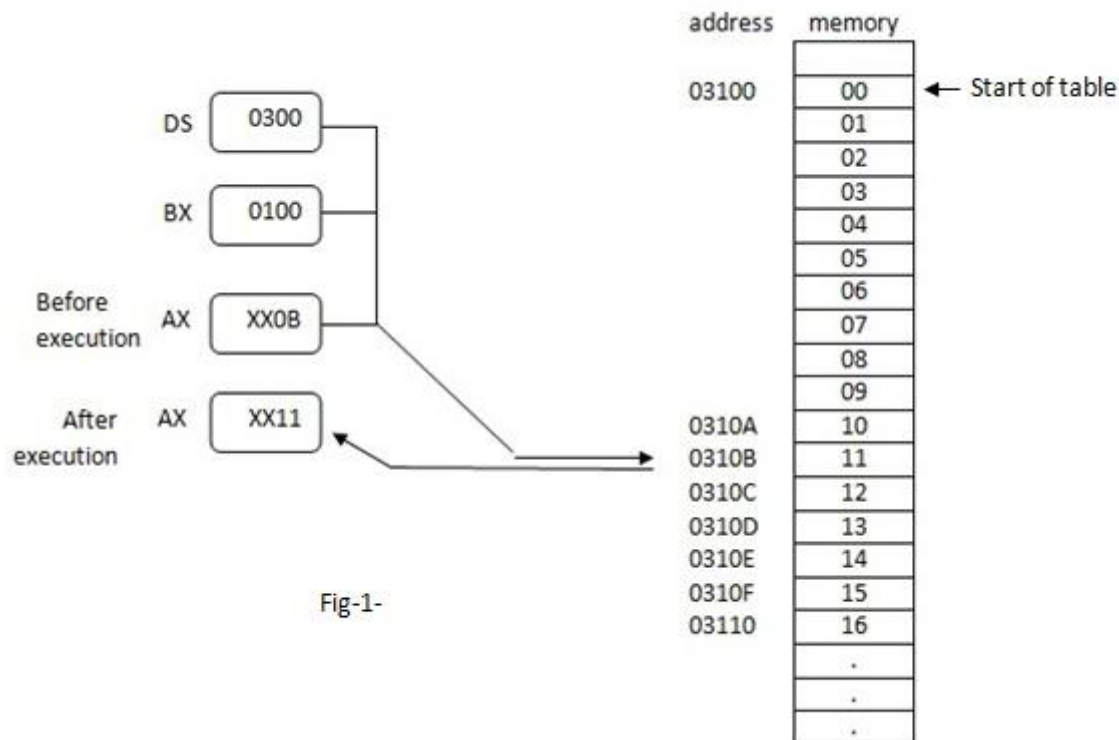 address memory
03100 00 Start of table
DS 0300
01
02
03
BX 0100
04
05
06
Before execution AX XX0B
07
08
09
After execution AX XX11
0310A 10
0310B 11
0310C 12
0310D 13
0310E 14
0310F 15
Fig-1-
03110 16
.
.
.